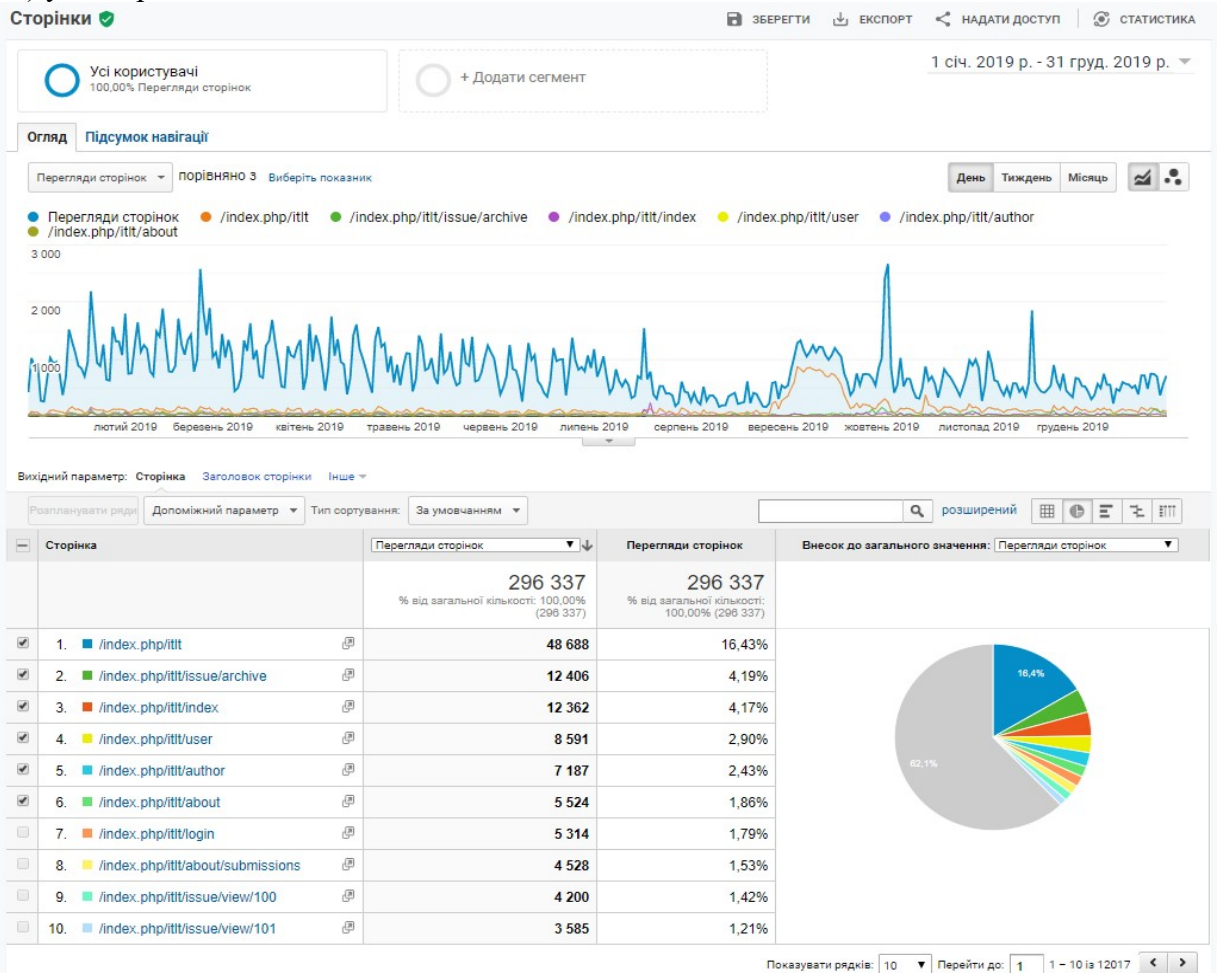 Сторінки
ЗБЕРЕГТИ ЕКСПОРТ НАДАТИ ДОСТУП СТАТИСТИКА
Усі користувачі
100,00% Перегляди сторінок
+ Додати сегмент
1 січ. 2019 р. - 31 груд. 2019 р.
Огляд Підсумок навігації
Перегляди сторінок порівняно з Виберіть показник
День Тиждень Місяць
Перегляди сторінок /index.php/itlt /index.php/itlt/issue/archive /index.php/itlt/index /index.php/itlt/user /index.php/itlt/author
/index.php/itlt/about
3 000
2 000
1 000
лютий 2019 березень 2019 квітень 2019 травень 2019 червень 2019 липень 2019 серпень 2019 вересень 2019 жовтень 2019 листопад 2019 грудень 2019
Вихідний параметр: Сторінка Заголовок сторінки Інше
Розпланувати ряди Допоміжний параметр Тип сортування: За умовчанням розширений
Сторінка Перегляди сторінок Перегляди сторінок Внесок до загального значення: Перегляди сторінок
296 337 296 337
% від загальної кількості: 100,00% % від загальної кількості:
(296 337) 100,00% (296 337)
1. /index.php/itlt 48 688 16,43%
2. /index.php/itlt/issue/archive 12 406 4,19%
3. /index.php/itlt/index 12 362 4,17%
4. /index.php/itlt/user 8 591 2,90%
5. /index.php/itlt/author 7 187 2,43%
6. /index.php/itlt/about 5 524 1,86%
7. /index.php/itlt/login 5 314 1,79%
8. /index.php/itlt/about/submissions 4 528 1,53%
9. /index.php/itlt/issue/view/100 4 200 1,42%
10. /index.php/itlt/issue/view/101 3 585 1,21%
16,4%
62,1%
Показувати рядків: 10 Перейти до: 1 1 – 10 із 12017